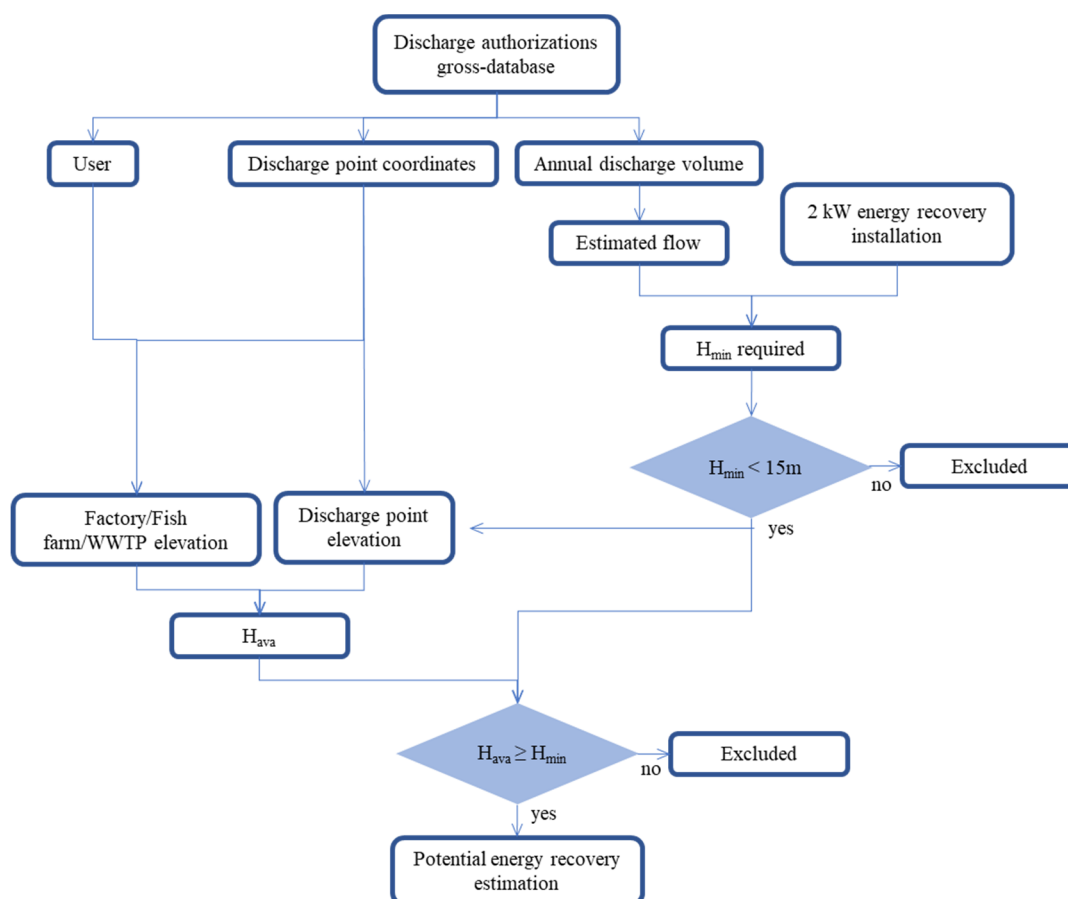 Discharge authorizations
gross-database
User
Discharge point coordinates
Annual discharge volume
2 kW energy recovery
installation
Estimated flow
Hmin required
Hmin < 15m
Excluded
no
yes
Factory/Fish
farm/WWTP elevation
Discharge point
elevation
Hava
Hava ≥ Hmin
Excluded
no
yes
Potential energy recovery
estimation